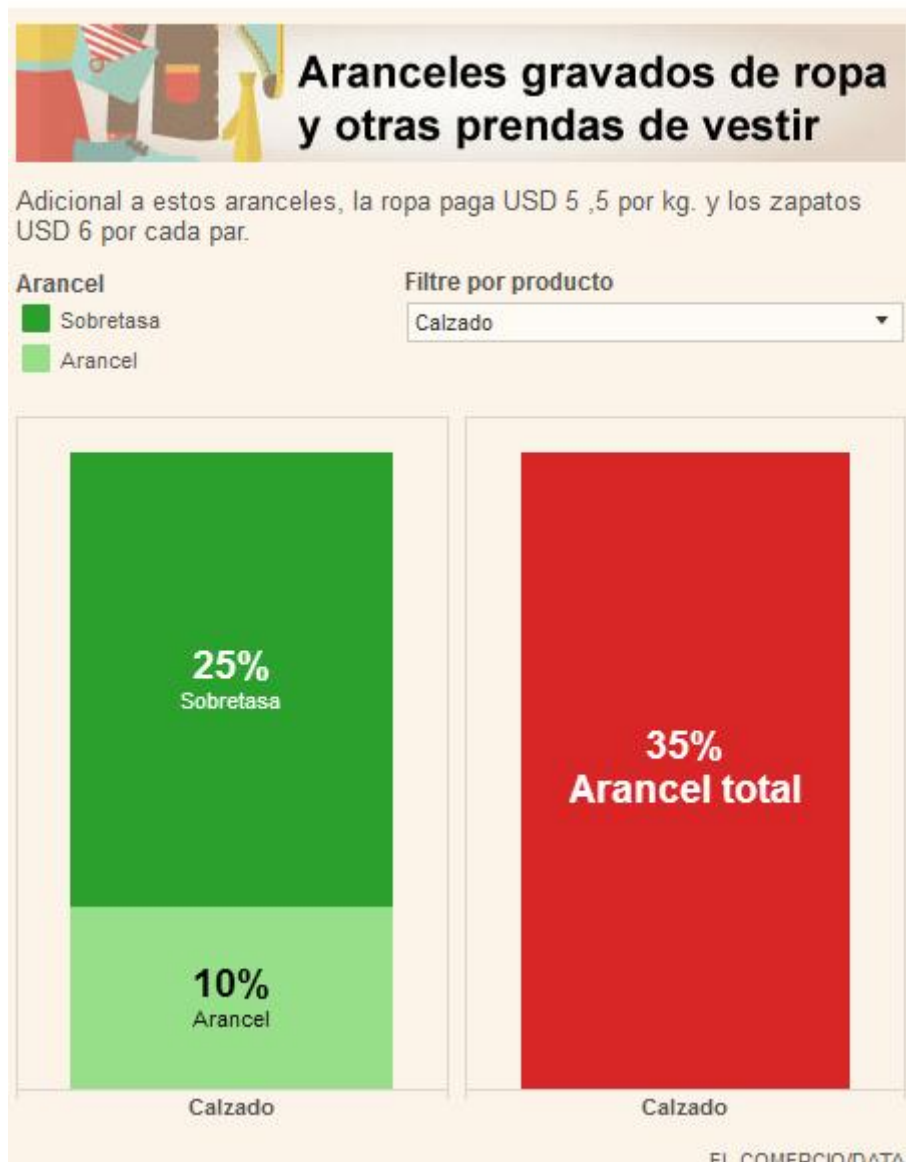 Aranceles gravados de ropa
y otras prendas de vestir
Adicional a estos aranceles, la ropa paga USD 5 ,5 por kg. y los zapatos
USD 6 por cada par.
Arancel
Sobretasa
Arancel
Filtre por producto
Calzado
25%
Sobretasa
10%
Arancel
Calzado
35%
Arancel total
Calzado
EL COMERCIO/DATA